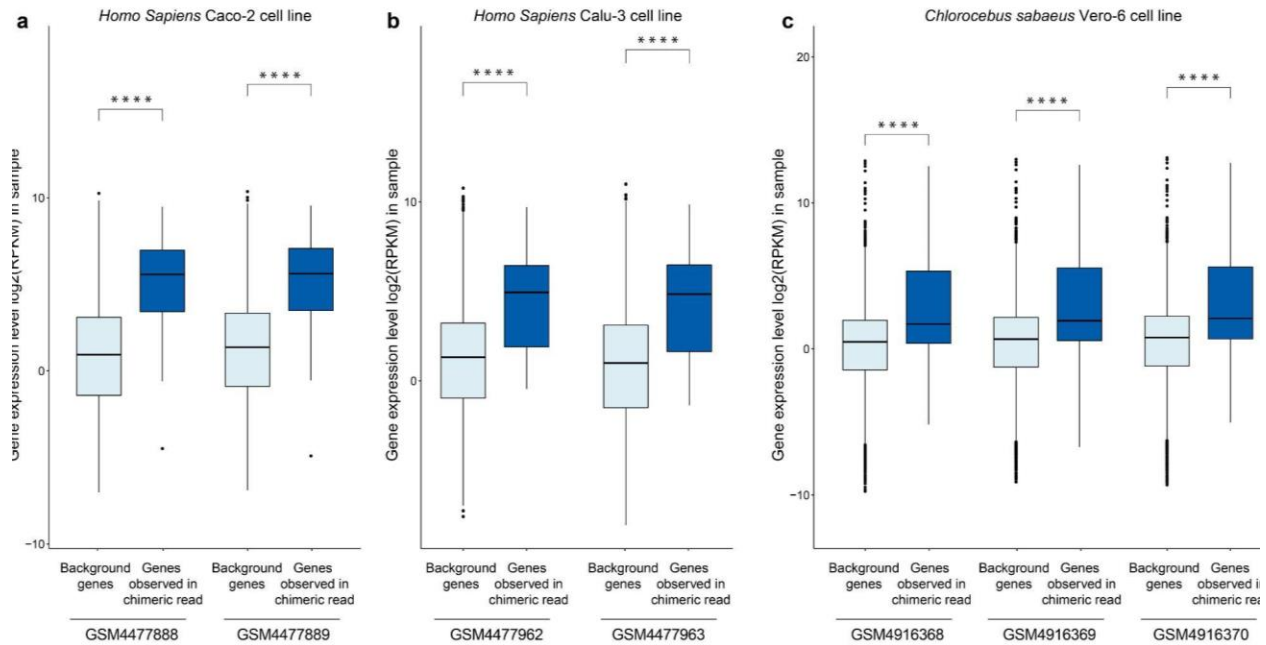 a
Homo Sapiens Caco-2 cell line
Gene expression level log2(RPKM) in sample
10
0
−10
****
****
Background genes
Genes observed in chimeric read
Background genes
Genes observed in chimeric read
GSM4477888
GSM4477889
b
Homo Sapiens Calu-3 cell line
Gene expression level log2(RPKM) in sample
10
0
****
****
Background genes
Genes observed in chimeric read
Background genes
Genes observed in chimeric read
GSM4477962
GSM4477963
c
Chlorocebus sabaeus Vero-6 cell line
Gene expression level log2(RPKM) in sample
20
10
0
−10
****
****
****
Background genes
Genes observed in chimeric read
Background genes
Genes observed in chimeric read
Background genes
Genes observed in chimeric read
GSM4916368
GSM4916369
GSM4916370